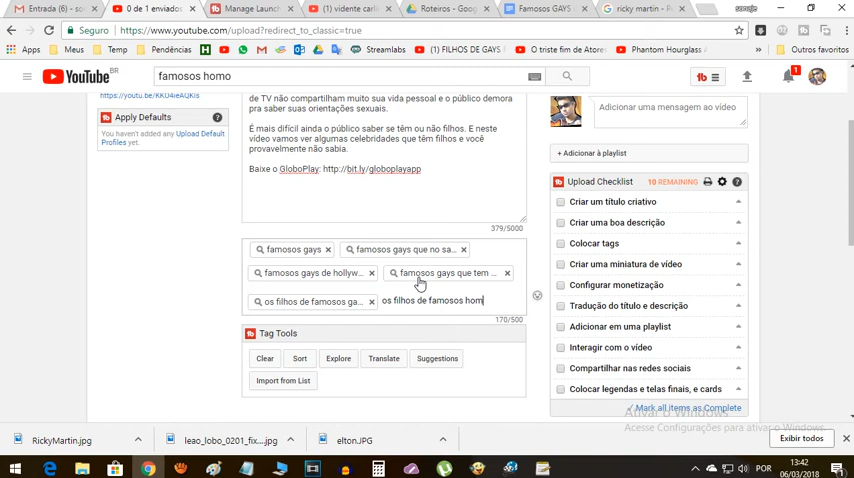 Entrada (6) - so
0 de 1 enviados
Manage Launch
(1) vidente carlin
Roteiros - Goog
Famosos GAYS
ricky martin - P
soraje
Seguro
https://www.youtube.com/upload?redirect_to_classic=true
Apps
Meus
Temp
Pendências
Streamlabs
(1) FILHOS DE GAYS
O triste fim de Atore
Phantom Hourglass
Outros favoritos
YouTube BR
famosos homo
https://youtu.be/KKO4ieAQKIs
Apply Defaults
You haven't added any Upload Default
Profiles yet.
de TV não compartilham muito sua vida pessoal e o público demora
pra saber suas orientações sexuais.
É mais difícil ainda o público saber se têm ou não filhos. E neste
vídeo vamos ver algumas celebridades que têm filhos e você
provavelmente não sabia.
Baixe o GloboPlay: http://bit.ly/globoplayapp
379/5000
famosos gays
famosos gays que no sa...
famosos gays de hollyw...
famosos gays que tem ...
os filhos de famosos ga...
os filhos de famosos hom
170/500
Tag Tools
Clear
Sort
Explore
Translate
Suggestions
Import from List
Adicione uma mensagem ao vídeo
+ Adicionar à playlist
Upload Checklist
10 REMAINING
Criar um título criativo
Criar uma boa descrição
Colocar tags
Criar uma miniatura de vídeo
Configurar monetização
Tradução do título e descrição
Adicionar em uma playlist
Interagir com o vídeo
Compartilhar nas redes sociais
Colocar legendas e telas finais, e cards
Mark all items as Complete
Ativar o Windows
Acesse Configurações para ativar o Windows.
RickyMartin.jpg
leao_lobo_0201_fix....jpg
elton.JPG
Exibir todos
POR
13:42
06/03/2018